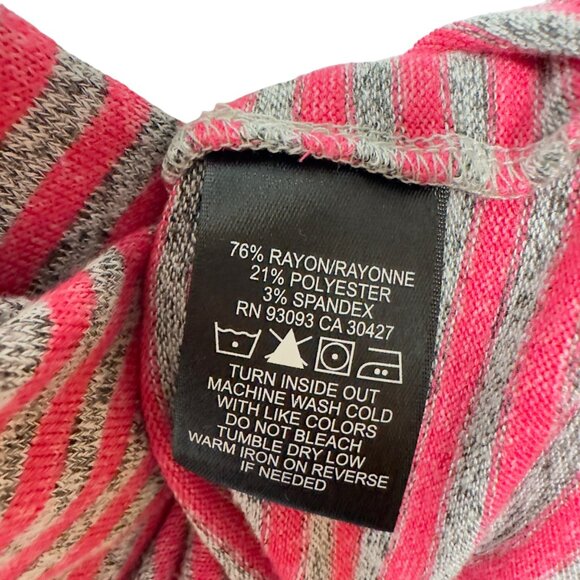 76% RAYON/RAYONNE
21% POLYESTER
3% SPANDEX
RN 93093 CA 30427
TURN INSIDE OUT
MACHINE WASH COLD
WITH LIKE COLORS
DO NOT BLEACH
TUMBLE DRY LOW
WARM IRON ON REVERSE
IF NEEDED